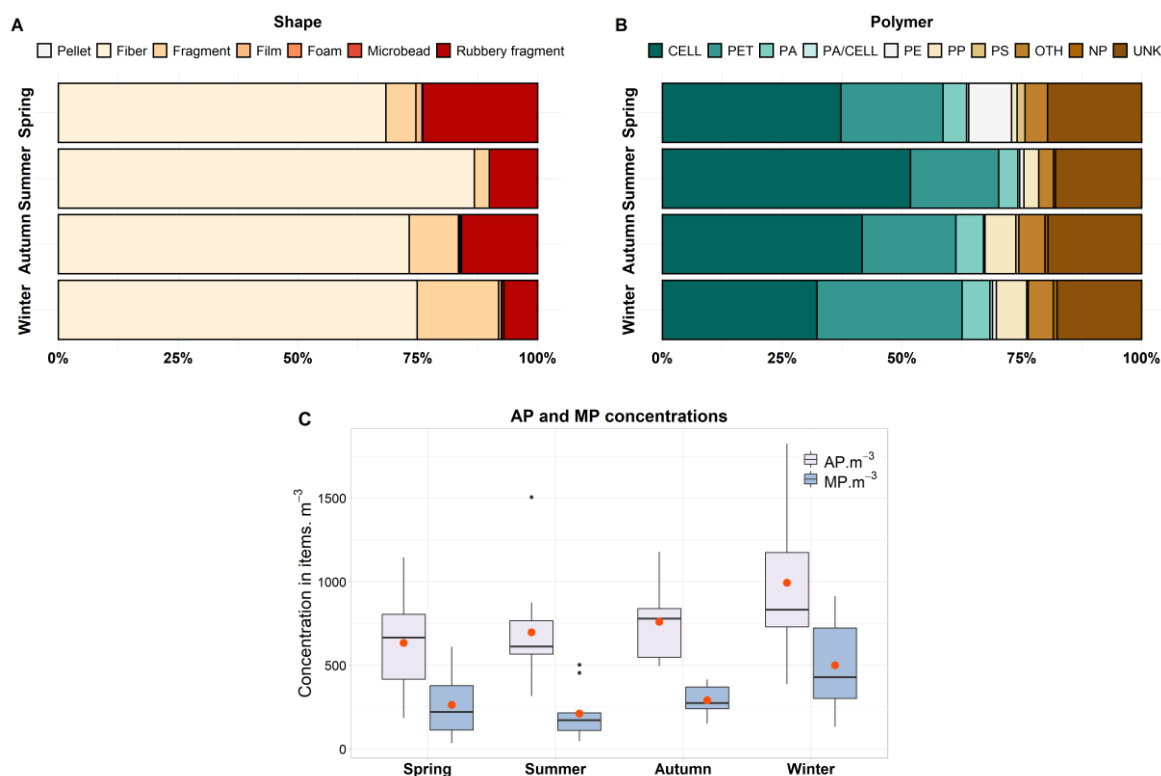 A
Shape
Pellet Fiber Fragment Film Foam Microbead Rubbery fragment
Spring
Summer
Autumn
Winter
0% 25% 50% 75% 100%
B
Polymer
CELL PET PA PA/CELL PE PP PS OTH NP UNK
Spring
Summer
Autumn
Winter
0% 25% 50% 75% 100%
C
AP and MP concentrations
AP.m⁻³
MP.m⁻³
Concentration in items. m⁻³
1500
1000
500
0
Spring Summer Autumn Winter